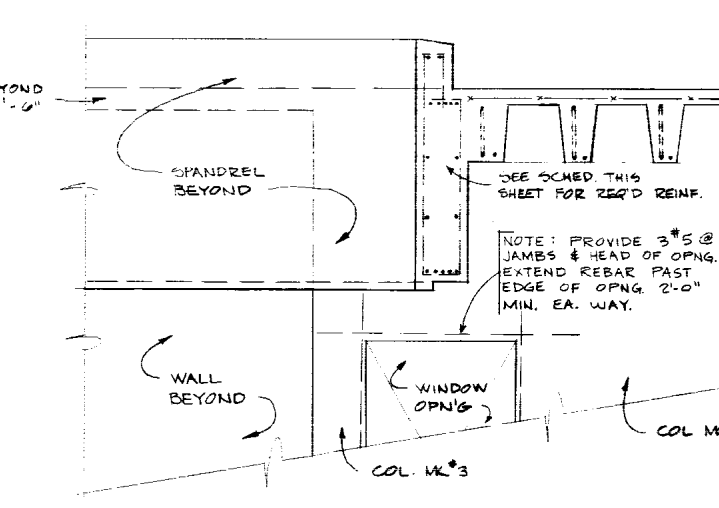 SPANDREL
BEYOND
SEE SCHED. THIS
SHEET FOR REQ'D REINF.
NOTE: PROVIDE 3 #5 @
JAMBS & HEAD OF OPNG.
EXTEND REBAR PAST
EDGE OF OPNG. 2'-0"
MIN. EA. WAY.
WALL
BEYOND
WINDOW
OPN'G
COL. MK #3
COL